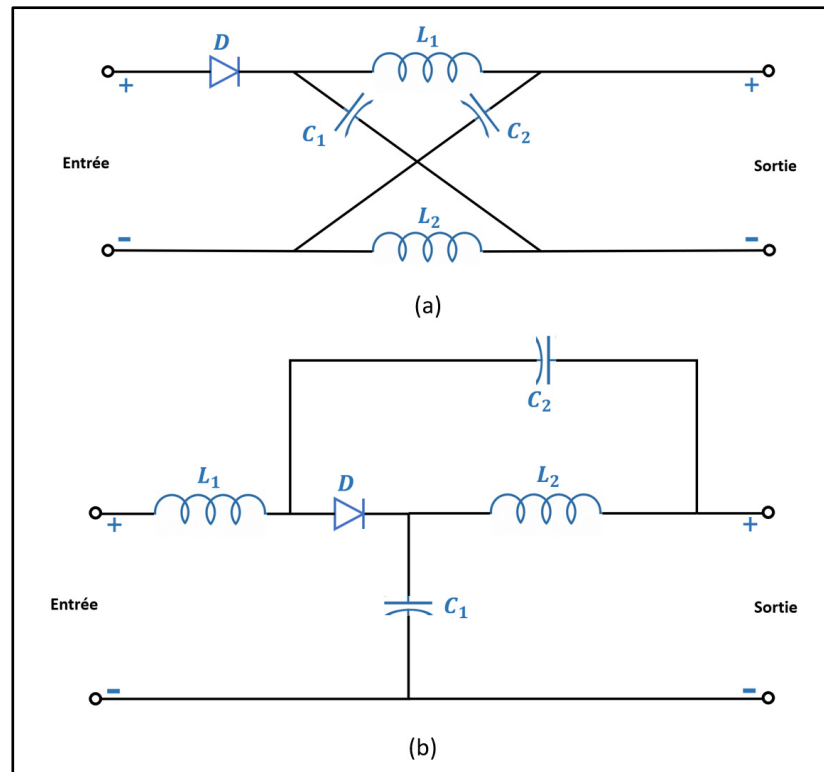 D
L₁
+
+
C₁
C₂
Entrée
Sortie
L₂
-
-
(a)
C₂
L₁
D
L₂
+
+
Entrée
C₁
Sortie
-
-
(b)